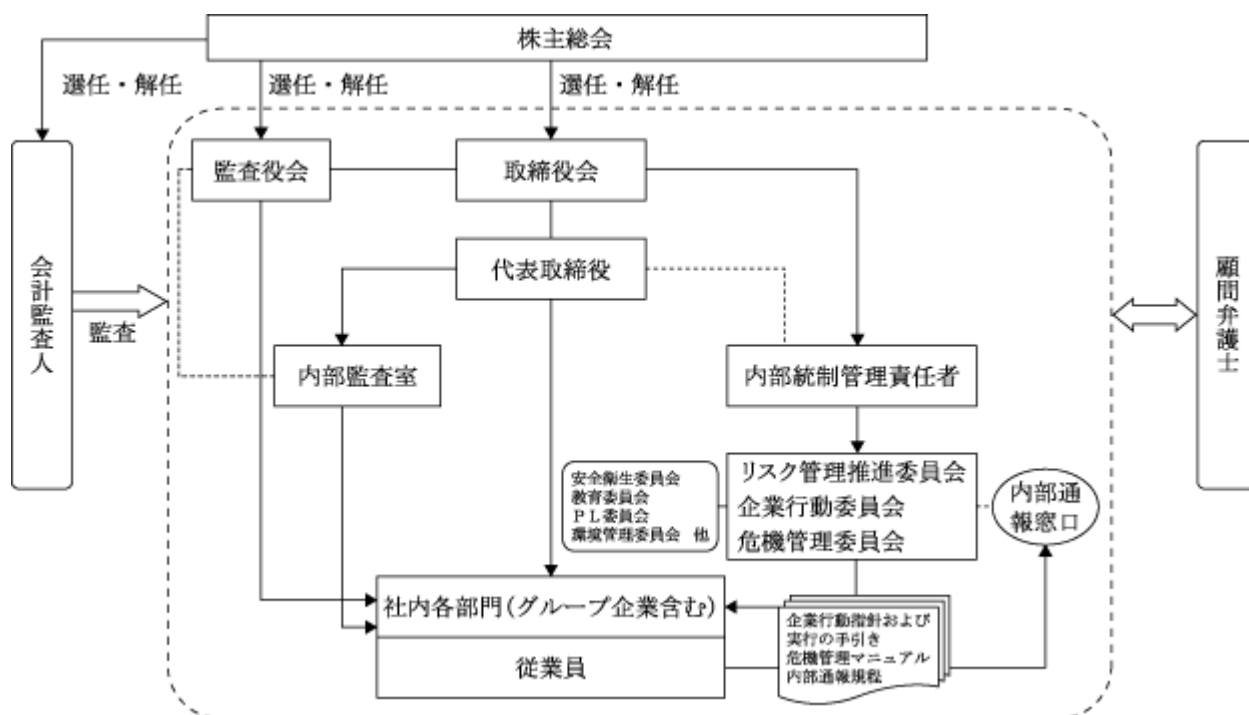 株主総会
選任・解任
選任・解任
選任・解任
監査役会
取締役会
会計監査人
監査
代表取締役
顧問弁護士
内部監査室
内部統制管理責任者
安全衛生委員会
教育委員会
ＰＬ委員会
環境管理委員会　他
リスク管理推進委員会
企業行動委員会
危機管理委員会
内部通
報窓口
社内各部門（グループ企業含む）
従業員
企業行動指針および
実行の手引き
危機管理マニュアル
内部通報規程